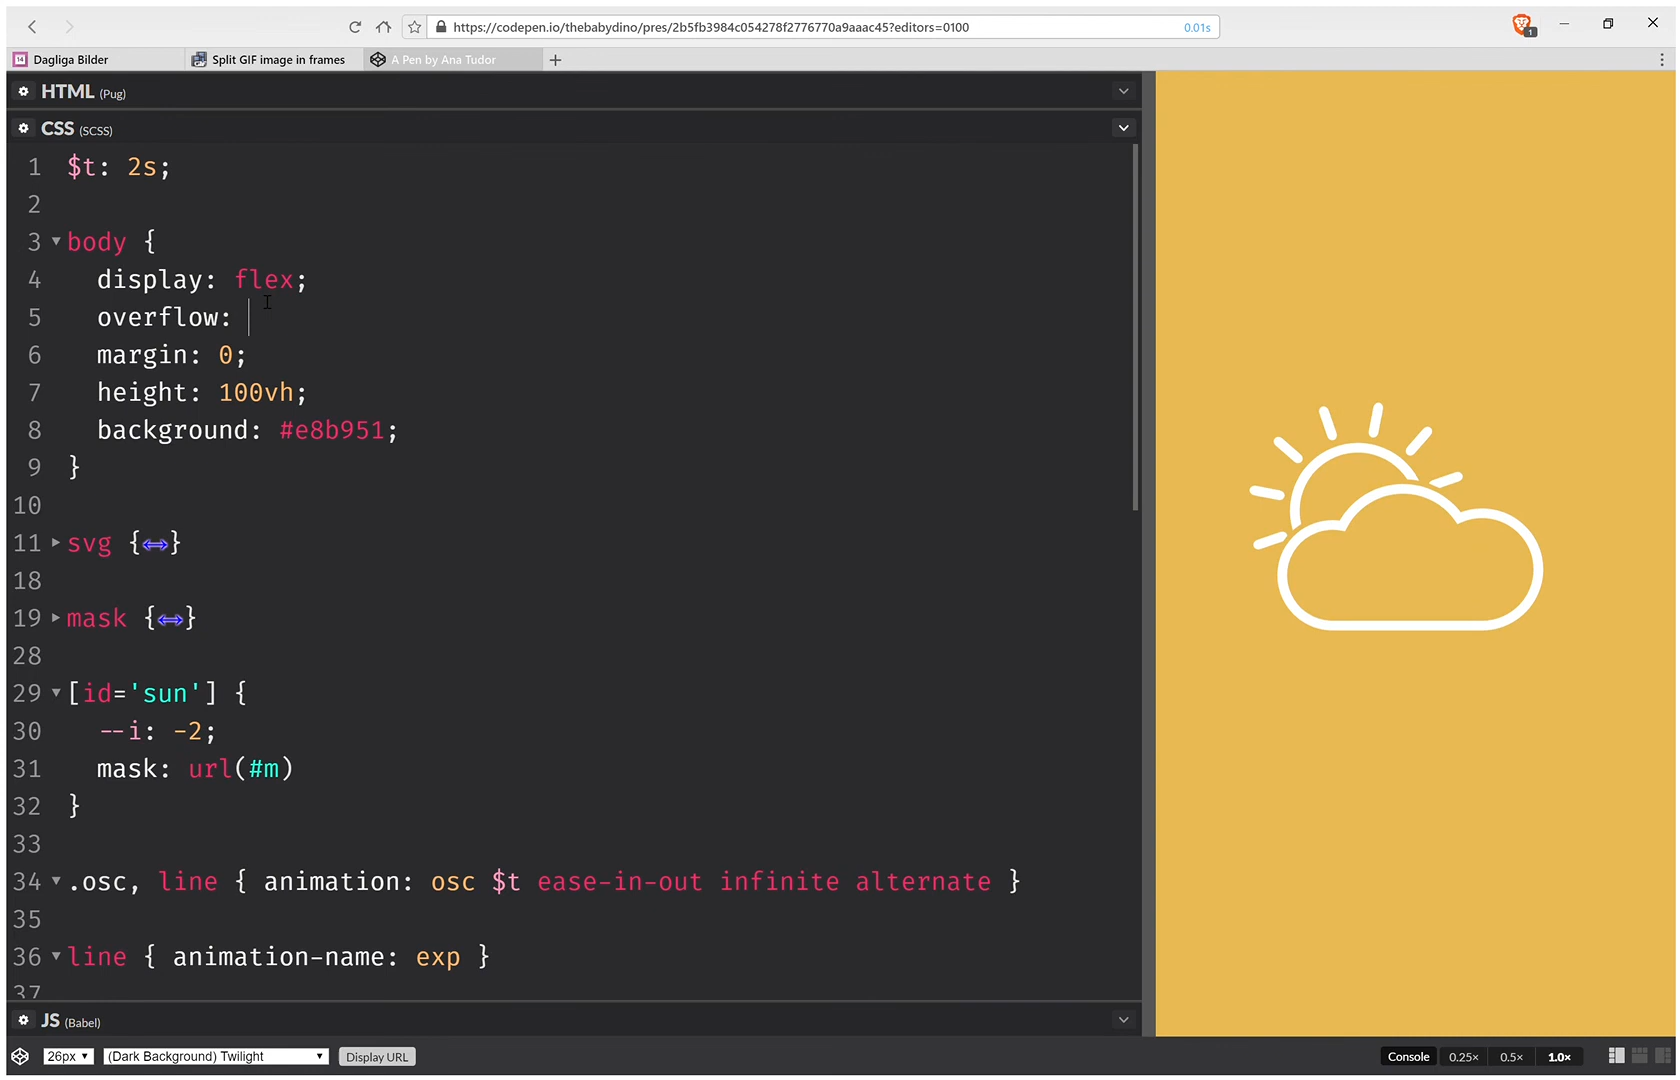 https://codepen.io/thebabydino/pres/2b5fb3984c054278f2776770a9aaac45?editors=0100
0.01s
1
14
Dagliga Bilder
Split GIF image in frames
A Pen by Ana Tudor
HTML (Pug)
CSS (SCSS)
1 $t: 2s;
2
3 body {
4 display: flex;
5 overflow:
6 margin: 0;
7 height: 100vh;
8 background: #e8b951;
9 }
10
11 svg {↔}
18
19 mask {↔}
28
29 [id='sun'] {
30 --i: -2;
31 mask: url(#m)
32 }
33
34 .osc, line { animation: osc $t ease-in-out infinite alternate }
35
36 line { animation-name: exp }
37
JS (Babel)
26px
(Dark Background) Twilight
Display URL
Console
0.25×
0.5×
1.0×